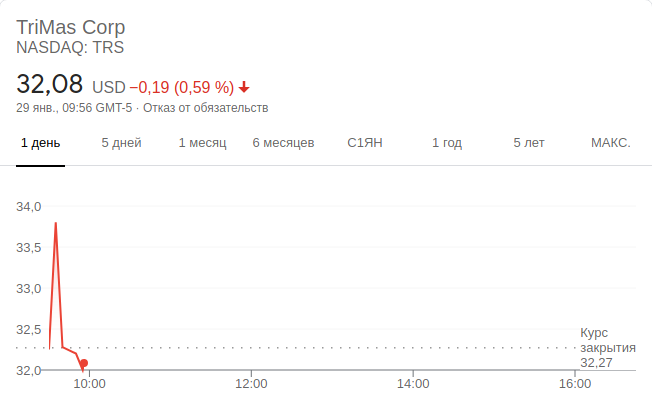 TriMas Corp
NASDAQ: TRS
32,08 USD −0,19 (0,59 %)
29 янв., 09:56 GMT-5 · Отказ от обязательств
1 день 5 дней 1 месяц 6 месяцев С1ЯН 1 год 5 лет МАКС.
34,0
33,5
33,0
32,5
Курс
закрытия
32,27
32,0
10:00 12:00 14:00 16:00